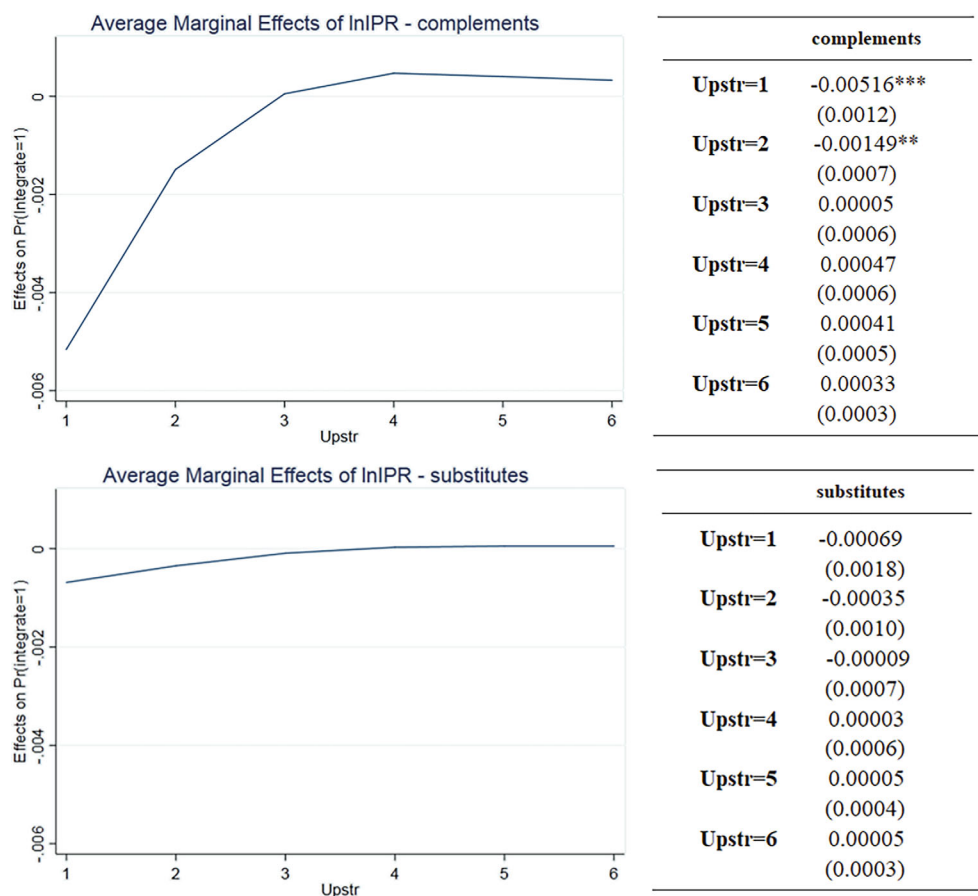 Average Marginal Effects of lnIPR - complements
Effects on Pr(Integrate=1)
0
-.002
-.004
-.006
1 2 3 4 5 6
Upstr
complements
Upstr=1 -0.00516***
(0.0012)
Upstr=2 -0.00149**
(0.0007)
Upstr=3 0.00005
(0.0006)
Upstr=4 0.00047
(0.0006)
Upstr=5 0.00041
(0.0005)
Upstr=6 0.00033
(0.0003)
Average Marginal Effects of lnIPR - substitutes
Effects on Pr(integrate=1)
0
-.002
-.004
-.006
1 2 3 4 5 6
Upstr
substitutes
Upstr=1 -0.00069
(0.0018)
Upstr=2 -0.00035
(0.0010)
Upstr=3 -0.00009
(0.0007)
Upstr=4 0.00003
(0.0006)
Upstr=5 0.00005
(0.0004)
Upstr=6 0.00005
(0.0003)